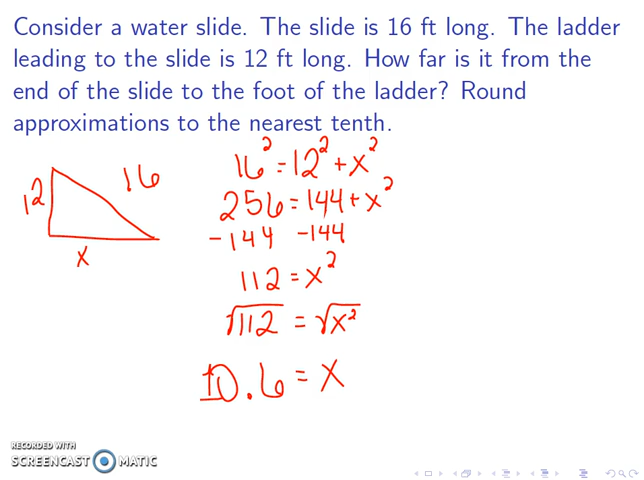 Consider a water slide. The slide is 16 ft long. The ladder
leading to the slide is 12 ft long. How far is it from the
end of the slide to the foot of the ladder? Round
approximations to the nearest tenth.
16² = 12² + x²
12
16
x
256 = 144 + x²
-144 -144
112 = x²
√112 = √x²
10.6 = x
RECORDED WITH
SCREENCAST MATIC